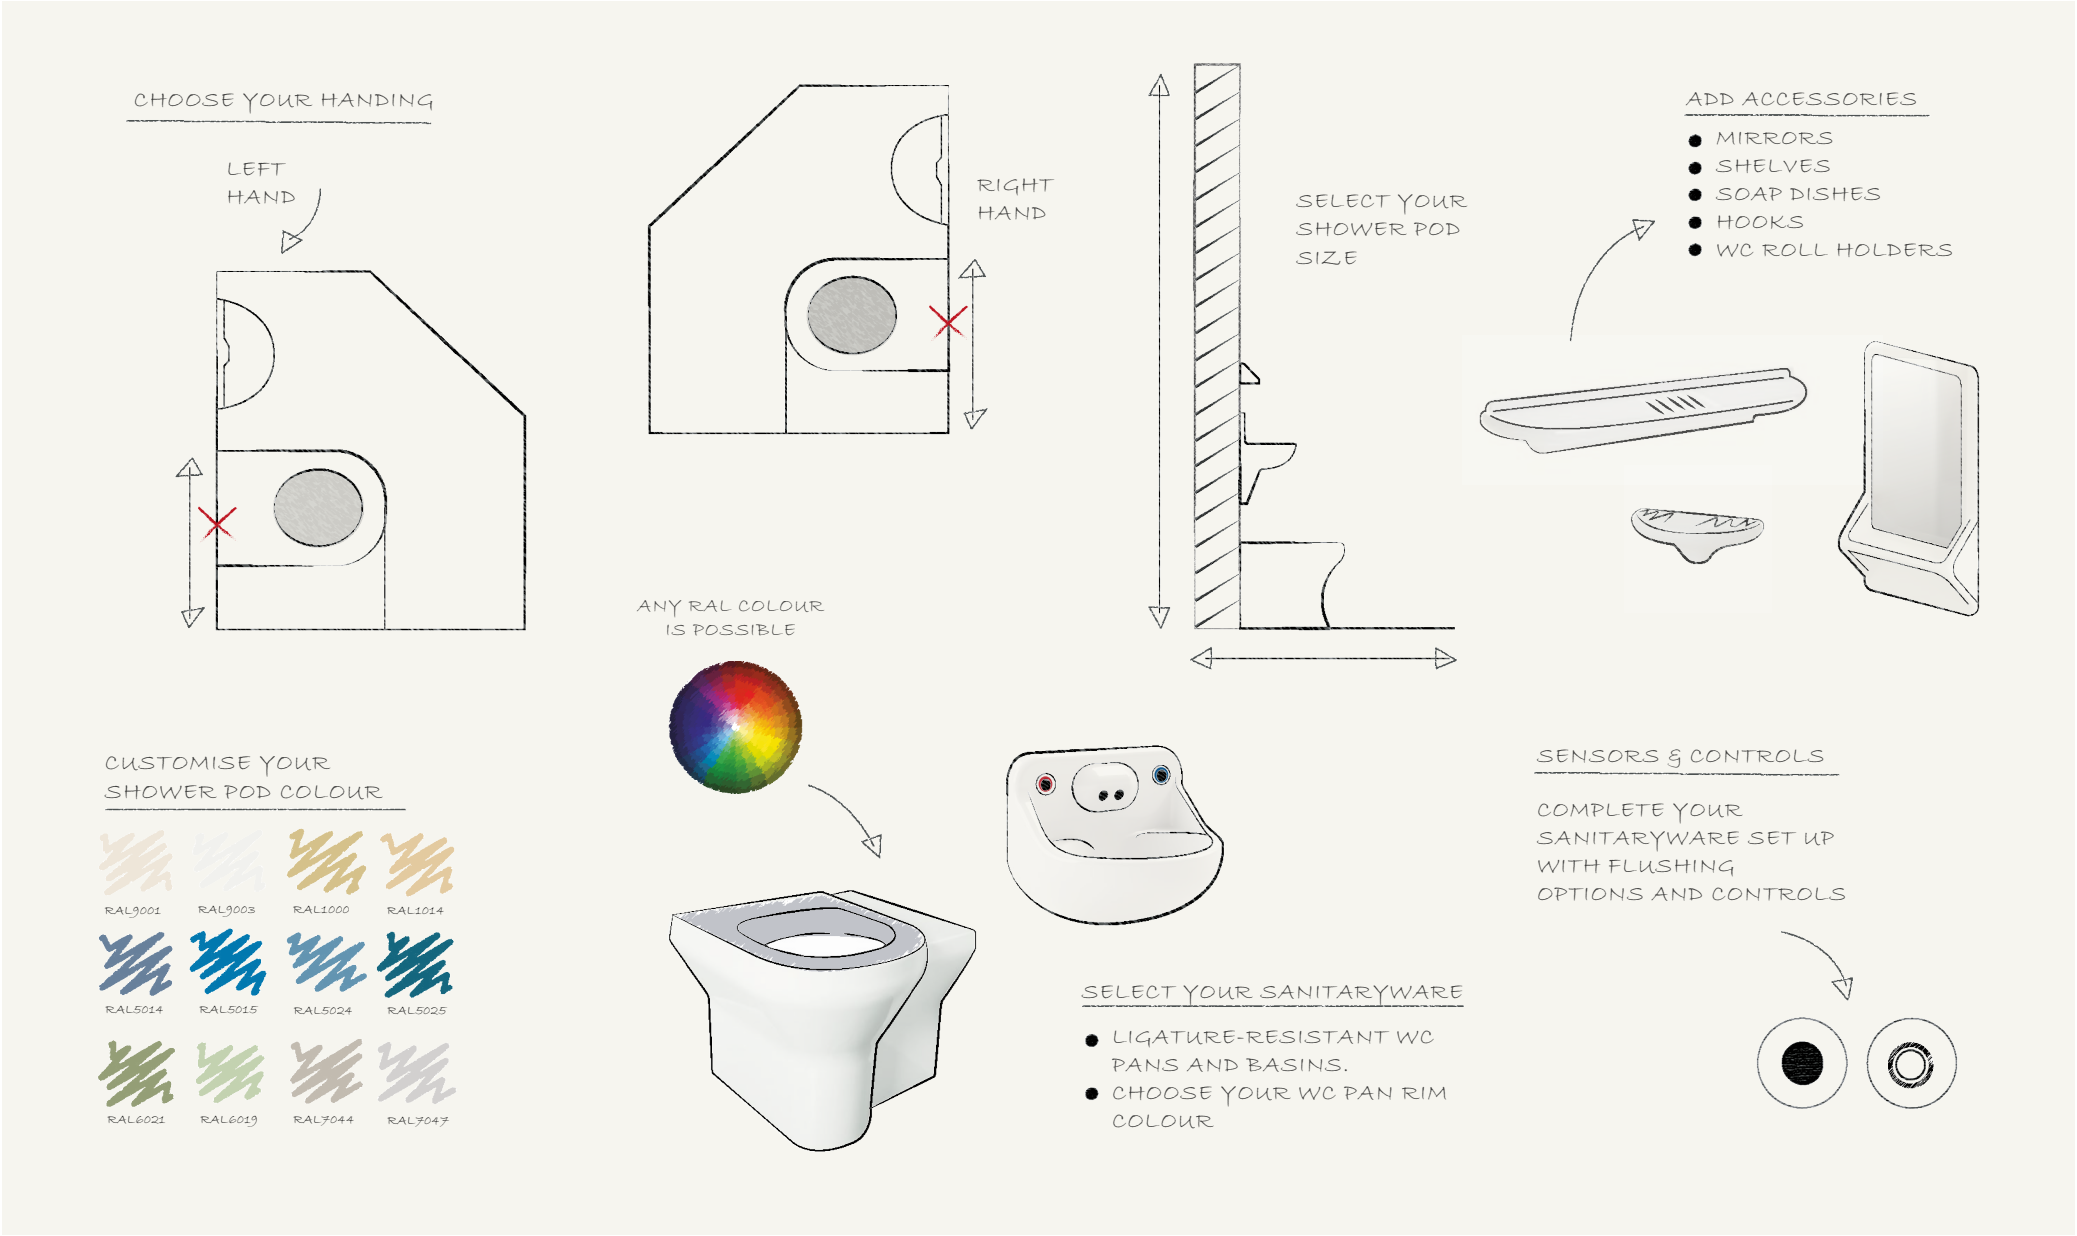 CHOOSE YOUR HANDING
LEFT
HAND
RIGHT
HAND
SELECT YOUR
SHOWER POD
SIZE
ADD ACCESSORIES
MIRRORS
SHELVES
SOAP DISHES
HOOKS
WC ROLL HOLDERS
ANY RAL COLOUR
IS POSSIBLE
CUSTOMISE YOUR
SHOWER POD COLOUR
RAL9001 RAL9003 RAL1000 RAL1014
RAL5014 RAL5015 RAL5024 RAL5025
RAL6021 RAL6019 RAL7044 RAL7047
SELECT YOUR SANITARYWARE
LIGATURE-RESISTANT WC
PANS AND BASINS.
CHOOSE YOUR WC PAN RIM
COLOUR
SENSORS & CONTROLS
COMPLETE YOUR
SANITARYWARE SET UP
WITH FLUSHING
OPTIONS AND CONTROLS